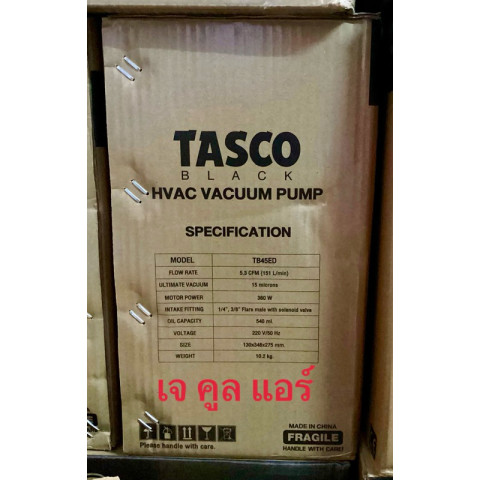 TASCO
BLACK
HVAC VACUUM PUMP
SPECIFICATION
MODEL TB45ED
FLOW RATE 5.3 CFM (151 L/min)
ULTIMATE VACUUM 15 microns
MOTOR POWER 360 W
INTAKE FITTING 1/4", 3/8" Flare male with solenoid valve
OIL CAPACITY 540 ml.
VOLTAGE 220 V/50 Hz
SIZE 130x348x275 mm
WEIGHT 10.2 kg.
เจ คูล แอร์
MADE IN CHINA
FRAGILE
Please handle with care.
HANDLE WITH CARE!